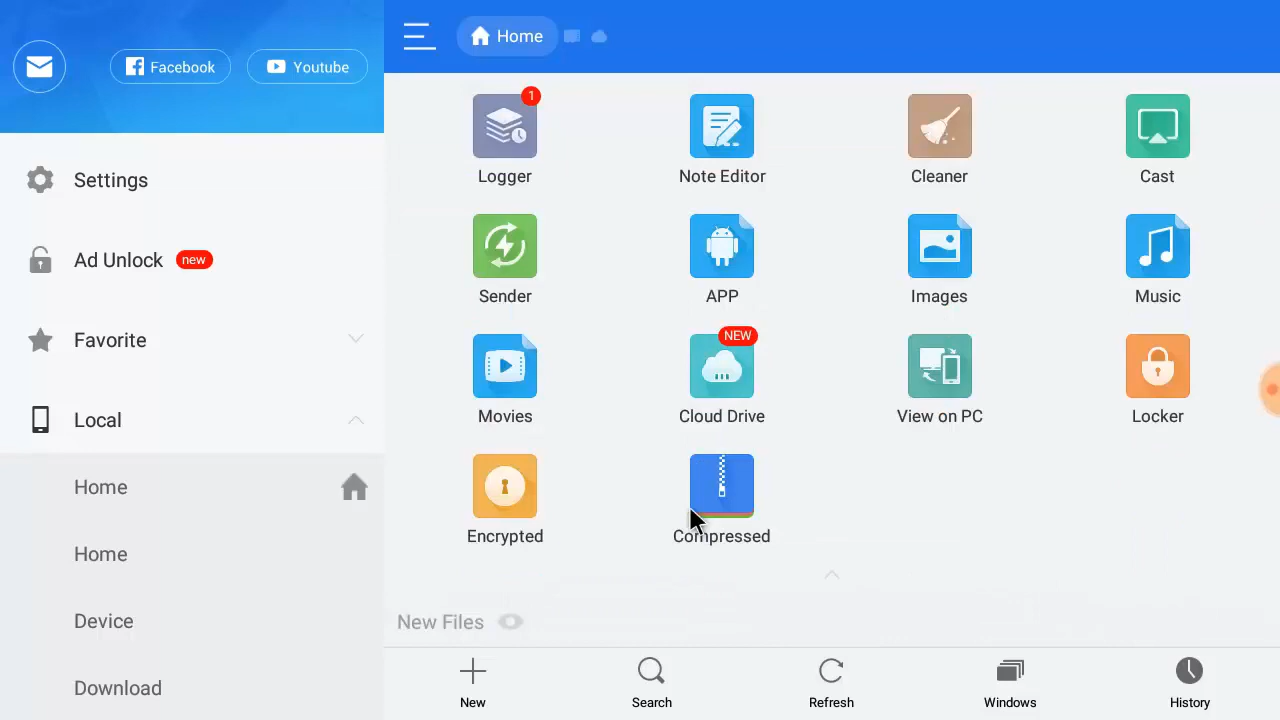 Facebook
Youtube
Settings
Ad Unlock new
Favorite
Local
Home
Home
Device
Download
Home
1
Logger
Note Editor
Cleaner
Cast
Sender
APP
Images
Music
NEW
Movies
Cloud Drive
View on PC
Locker
Encrypted
Compressed
New Files
New
Search
Refresh
Windows
History